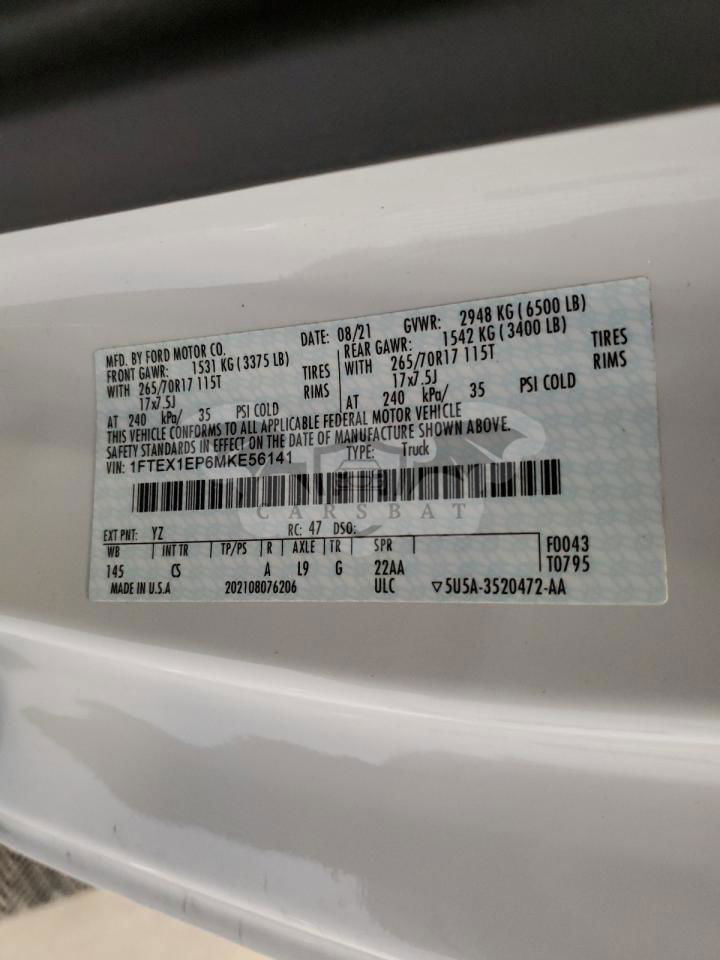 MFD. BY FORD MOTOR CO. DATE: 08/21 GVWR: 2948 KG ( 6500 LB)
FRONT GAWR: 1531 KG ( 3375 LB) REAR GAWR: 1542 KG ( 3400 LB)
WITH 265/70R17 115T TIRES WITH 265/70R17 115T TIRES
17x7.5J RIMS 17x7.5J RIMS
AT 240 kPa/ 35 PSI COLD AT 240 kPa/ 35 PSI COLD
THIS VEHICLE CONFORMS TO ALL APPLICABLE FEDERAL MOTOR VEHICLE
SAFETY STANDARDS IN EFFECT ON THE DATE OF MANUFACTURE SHOWN ABOVE.
VIN: 1FTEX1EP6MKE56141 TYPE: Truck
CARSBAT
EXT PNT: YZ RC: 47 DSO:
WB INT TR TP/PS R AXLE TR SPR F0043
145 CS A L9 G 22AA T0795
MADE IN U.S.A 202108076206 ULC ▽5U5A-3520472-AA